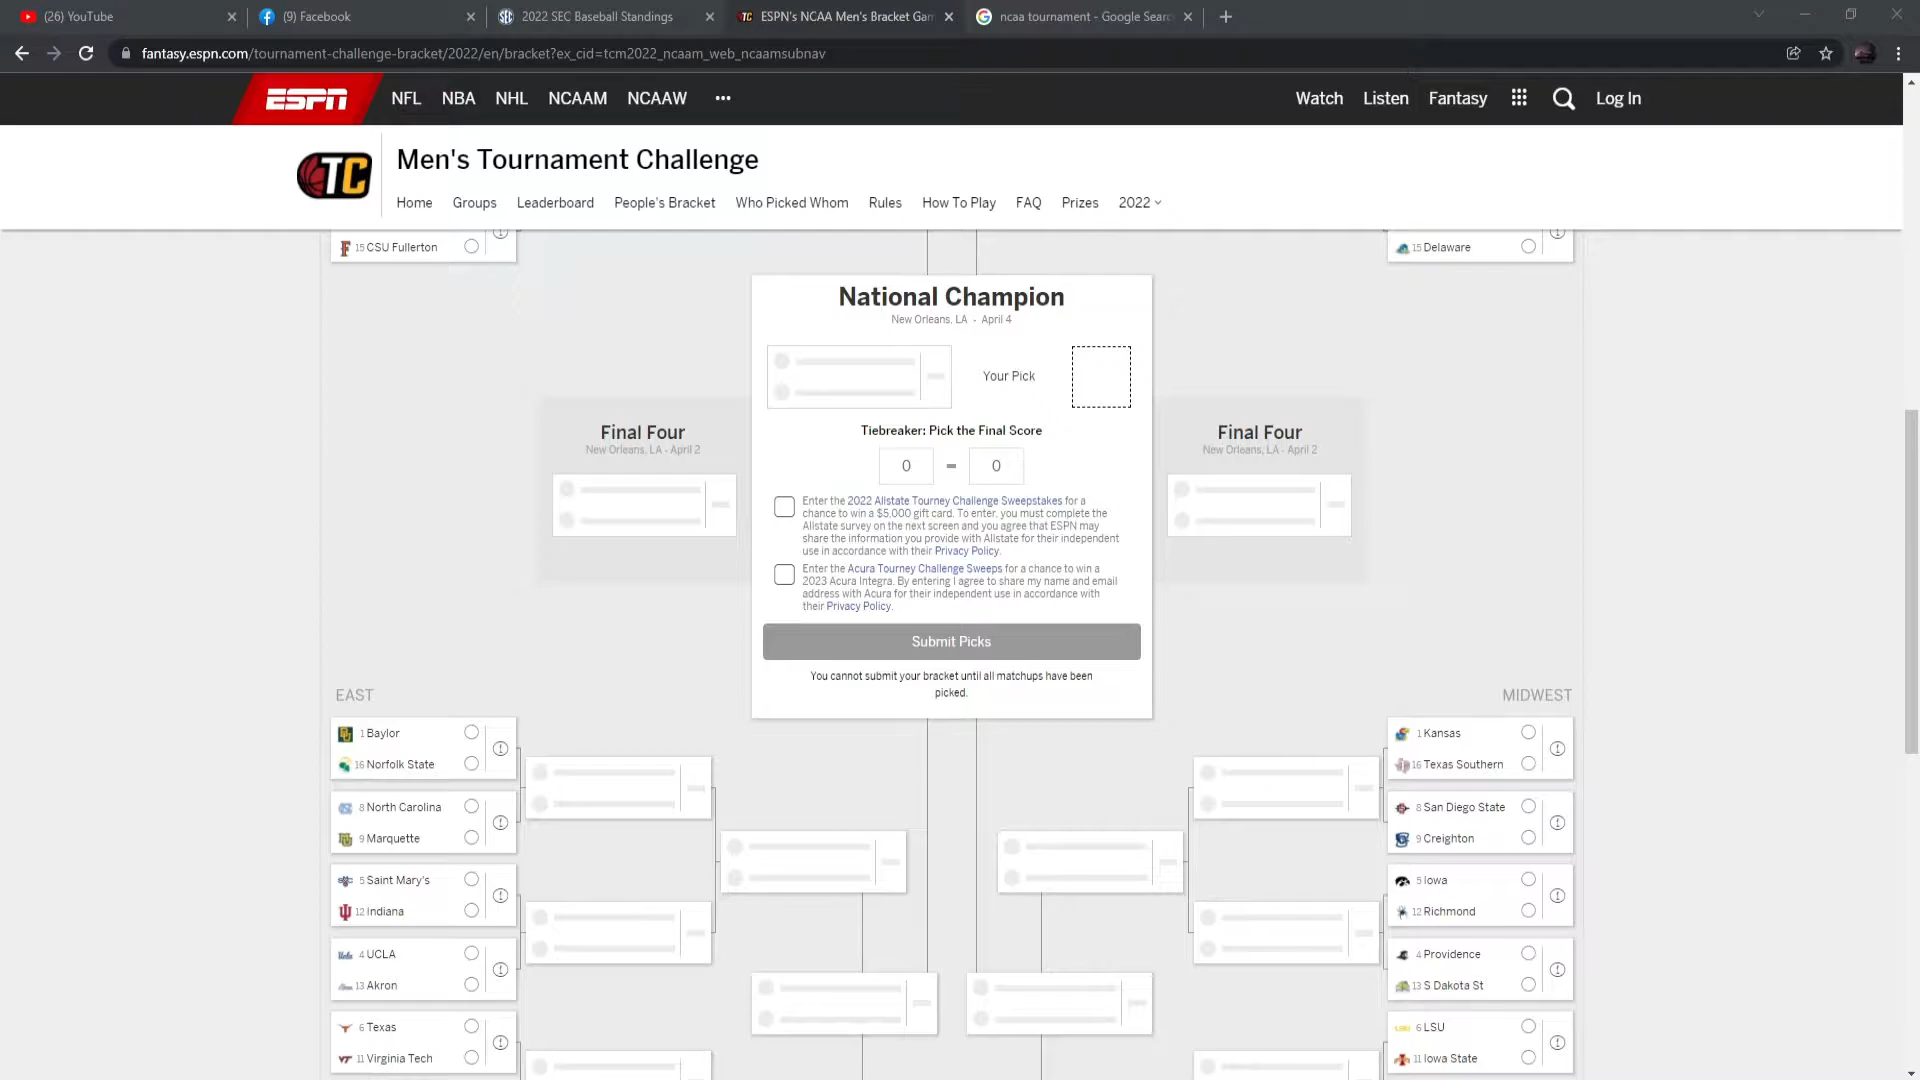 (26) YouTube
(9) Facebook
2022 SEC Baseball Standings
ESPN's NCAA Men's Bracket Gam
ncaa tournament - Google Searc
fantasy.espn.com/tournament-challenge-bracket/2022/en/bracket?ex_cid=tcm2022_ncaam_web_ncaamsubnav
ESPN NFL NBA NHL NCAAM NCAAW ••• Watch Listen Fantasy Log In
TC
Men's Tournament Challenge
Home Groups Leaderboard People's Bracket Who Picked Whom Rules How To Play FAQ Prizes 2022
15 CSU Fullerton
15 Delaware
National Champion
New Orleans, LA - April 4
Your Pick
Tiebreaker: Pick the Final Score
0 - 0
Enter the 2022 Allstate Tourney Challenge Sweepstakes for a
chance to win a $5,000 gift card. To enter, you must complete the
Allstate survey on the next screen and you agree that ESPN may
share the information you provide with Allstate for their independent
use in accordance with their Privacy Policy.
Enter the Acura Tourney Challenge Sweeps for a chance to win a
2023 Acura Integra. By entering I agree to share my name and email
address with Acura for their independent use in accordance with
their Privacy Policy.
Submit Picks
You cannot submit your bracket until all matchups have been
picked.
Final Four
New Orleans, LA - April 2
Final Four
New Orleans, LA - April 2
EAST
1 Baylor
16 Norfolk State
8 North Carolina
9 Marquette
5 Saint Mary's
12 Indiana
4 UCLA
13 Akron
6 Texas
11 Virginia Tech
MIDWEST
1 Kansas
16 Texas Southern
8 San Diego State
9 Creighton
5 Iowa
12 Richmond
4 Providence
13 S Dakota St
6 LSU
11 Iowa State